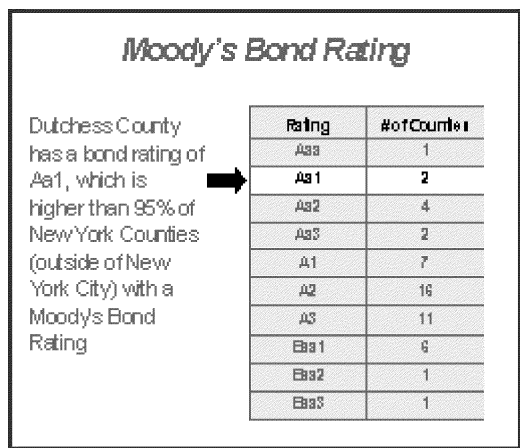 Moody's Bond Rating
Dutchess County
has a bond rating of
Aa1, which is
higher than 95% of
New York Counties
(outside of New
York City) with a
Moody's Bond
Rating
Rating # of Counties
Aaa 1
Aa1 2
Aa2 4
Aa3 2
A1 7
A2 16
A3 11
Baa1 6
Baa2 1
Baa3 1